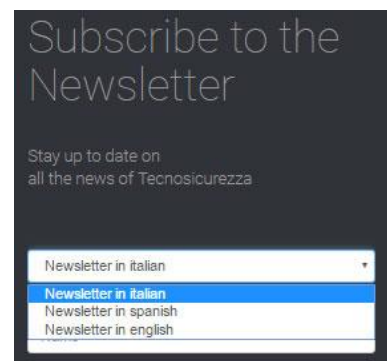 Subscribe to the
Newsletter
Stay up to date on
all the news of Tecnosicurezza
Newsletter in italian
Newsletter in italian
Newsletter in spanish
Newsletter in english